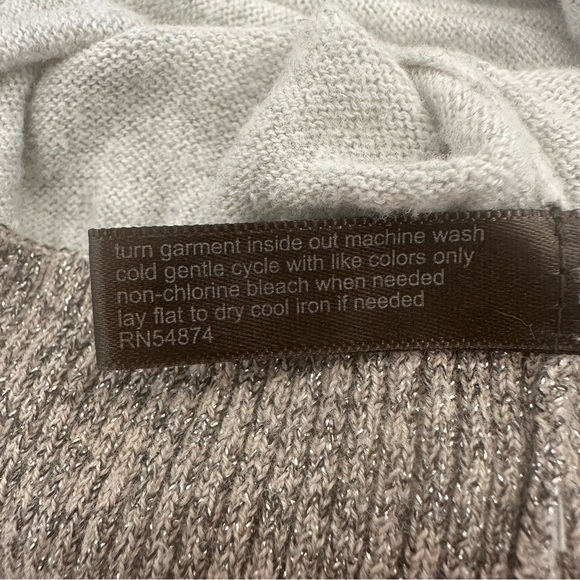 turn garment inside out machine wash
cold gentle cycle with like colors only
non-chlorine bleach when needed
lay flat to dry cool iron if needed
RN54874